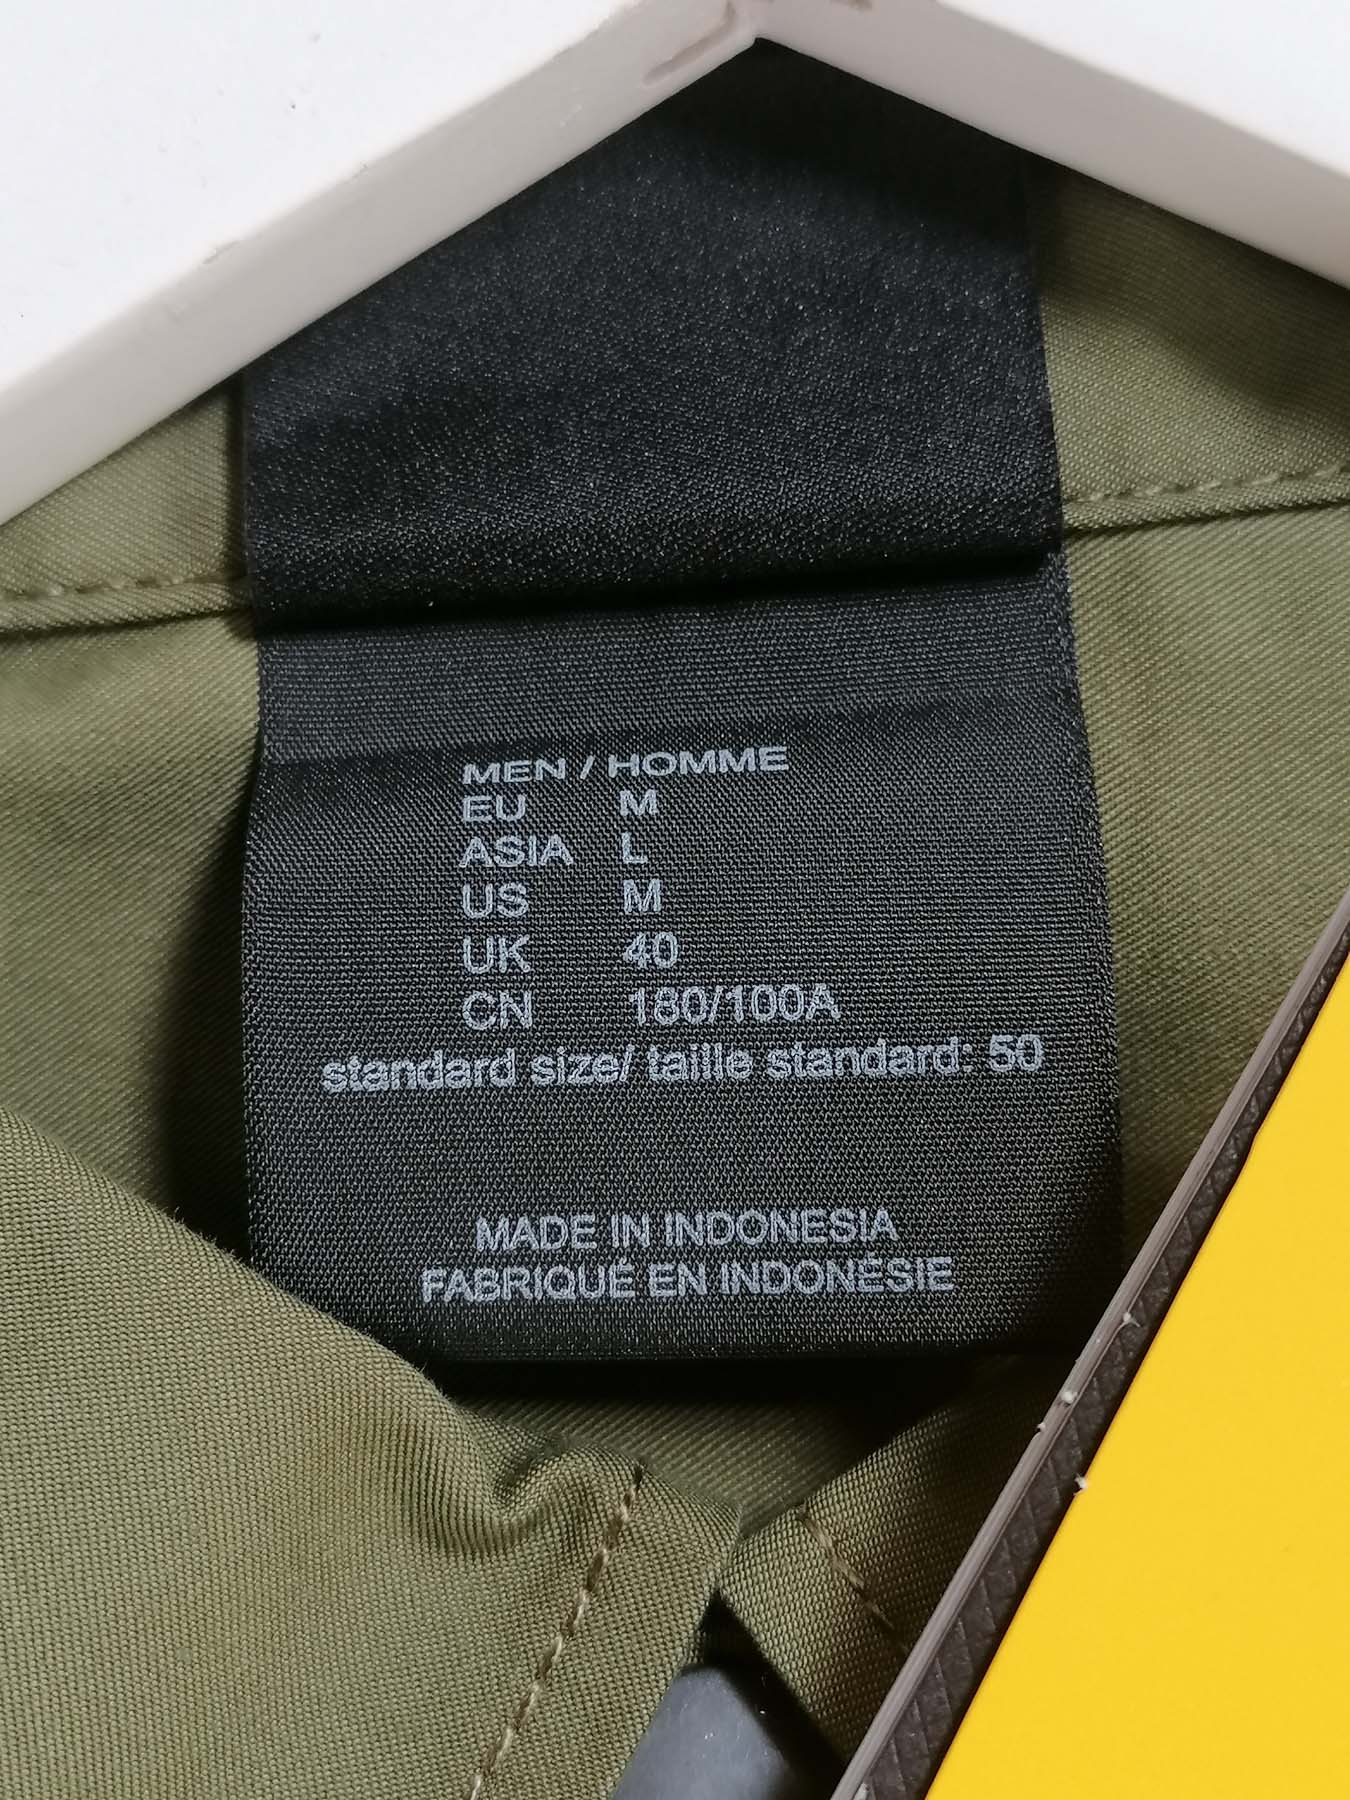 MEN / HOMME
EU M
ASIA L
US M
UK 40
CN 180/100A
standard size/ taille standard: 50
MADE IN INDONESIA
FABRIQUÉ EN INDONÉSIE